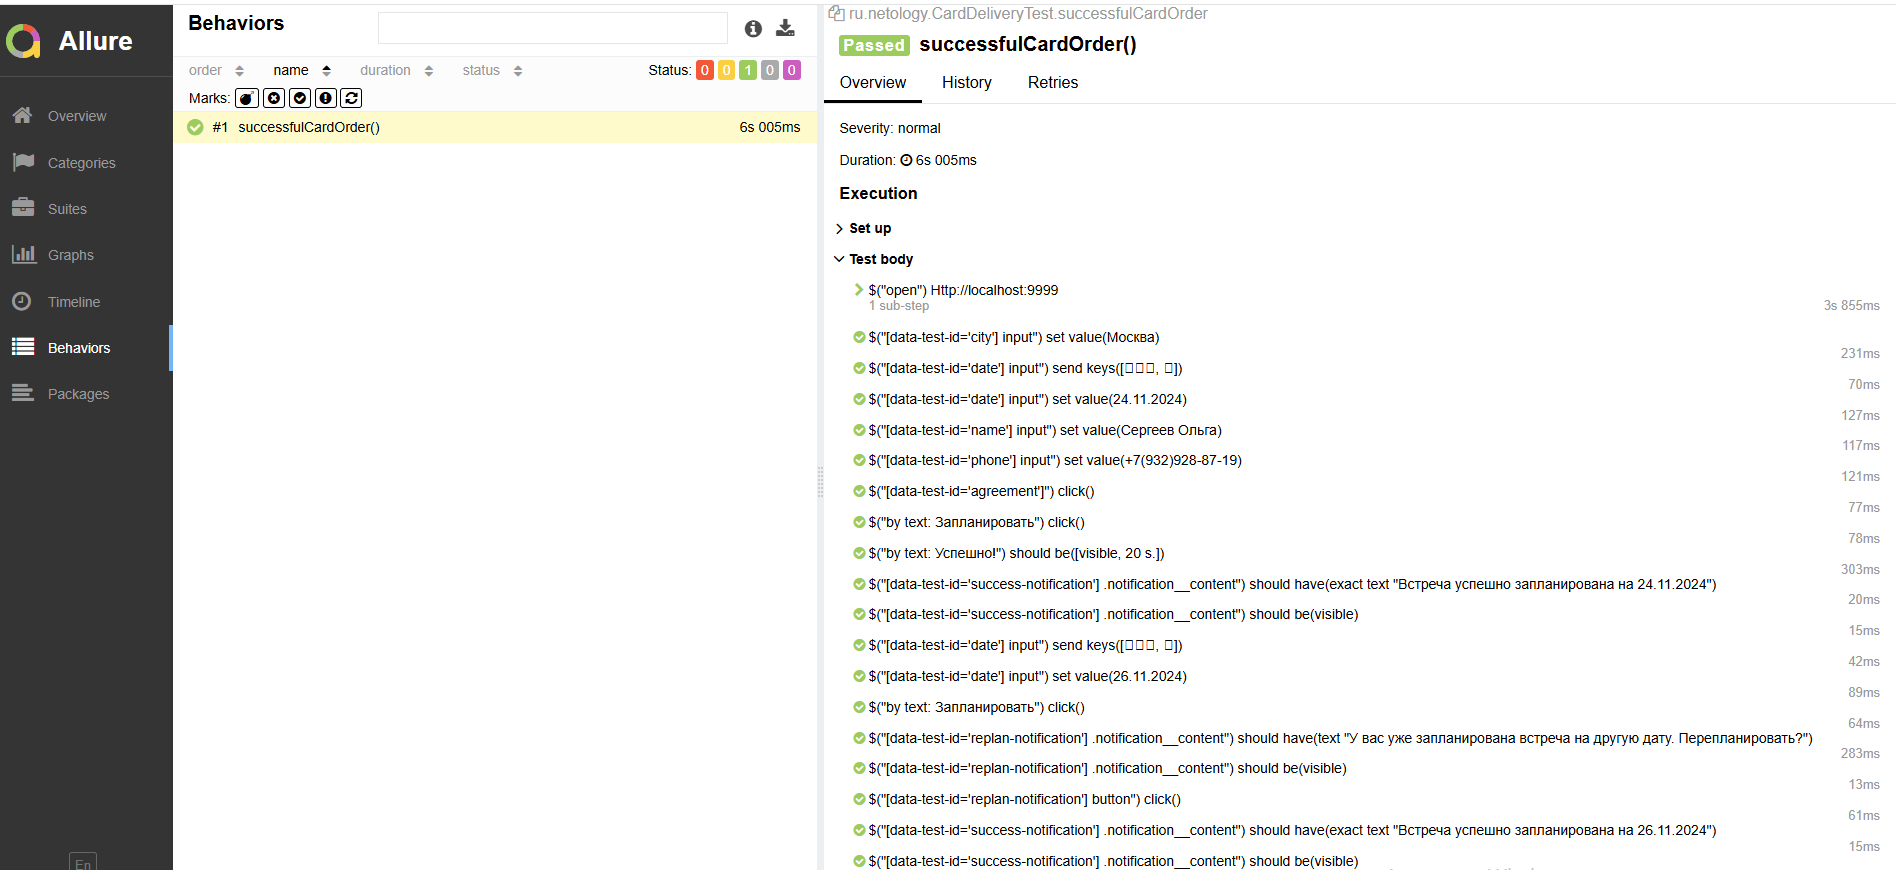 Allure
Overview
Categories
Suites
Graphs
Timeline
Behaviors
Packages
En
Behaviors
order name duration status Status: 0 0 1 0 0
Marks:
#1 successfulCardOrder() 6s 005ms
ru.netology.CardDeliveryTest.successfulCardOrder
Passed successfulCardOrder()
Overview History Retries
Severity: normal
Duration: 6s 005ms
Execution
Set up
Test body
$("open") Http://localhost:9999
1 sub-step 3s 855ms
$("[data-test-id='city'] input") set value(Москва)
231ms
$("[data-test-id='date'] input") send keys([▯▯▯, ▯])
70ms
$("[data-test-id='date'] input") set value(24.11.2024)
127ms
$("[data-test-id='name'] input") set value(Сергеев Ольга)
117ms
$("[data-test-id='phone'] input") set value(+7(932)928-87-19)
121ms
$("[data-test-id='agreement']") click()
77ms
$("by text: Запланировать") click()
78ms
$("by text: Успешно!") should be([visible, 20 s.])
303ms
$("[data-test-id='success-notification'] .notification__content") should have(exact text "Встреча успешно запланирована на 24.11.2024")
20ms
$("[data-test-id='success-notification'] .notification__content") should be(visible)
15ms
$("[data-test-id='date'] input") send keys([▯▯▯, ▯])
42ms
$("[data-test-id='date'] input") set value(26.11.2024)
89ms
$("by text: Запланировать") click()
64ms
$("[data-test-id='replan-notification'] .notification__content") should have(text "У вас уже запланирована встреча на другую дату. Перепланировать?")
283ms
$("[data-test-id='replan-notification'] .notification__content") should be(visible)
13ms
$("[data-test-id='replan-notification'] button") click()
61ms
$("[data-test-id='success-notification'] .notification__content") should have(exact text "Встреча успешно запланирована на 26.11.2024")
15ms
$("[data-test-id='success-notification'] .notification__content") should be(visible)